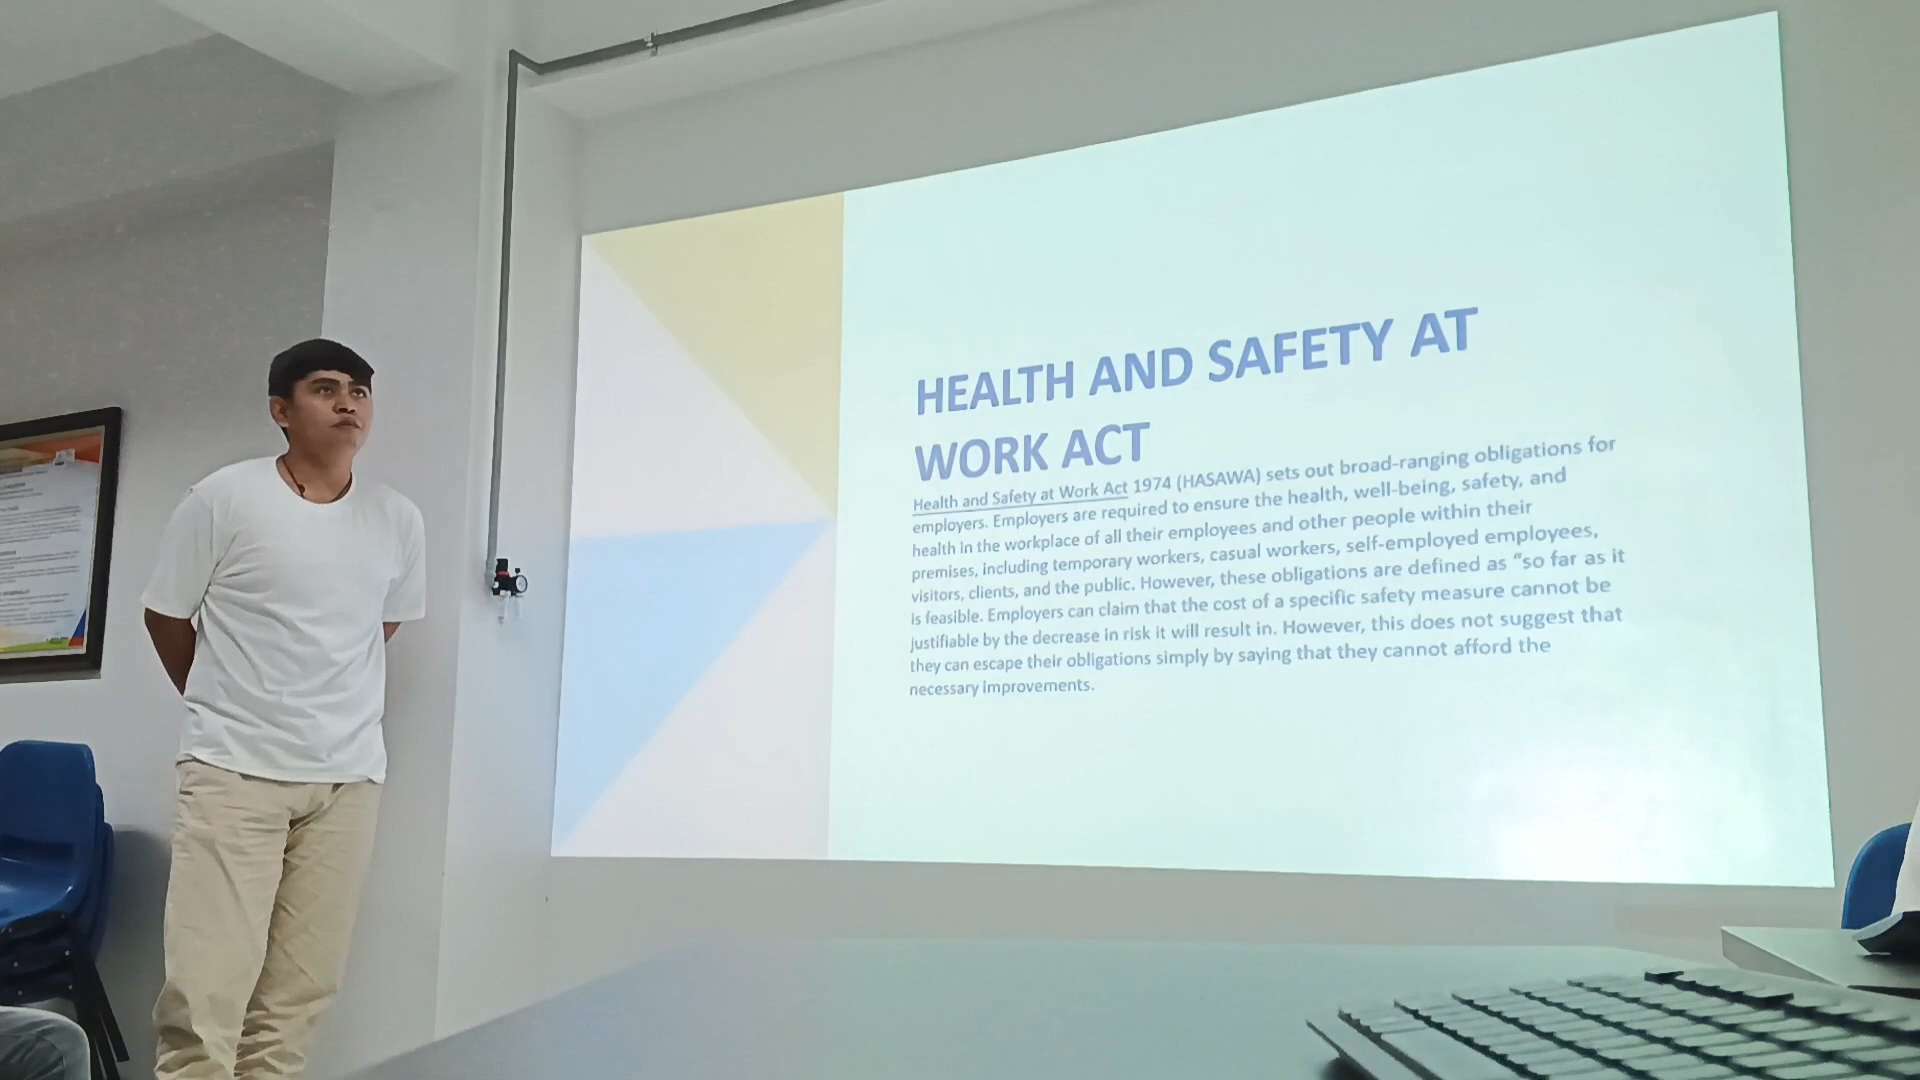 HEALTH AND SAFETY AT
WORK ACT
Health and Safety at Work Act 1974 (HASAWA) sets out broad-ranging obligations for
employers. Employers are required to ensure the health, well-being, safety, and
health in the workplace of all their employees and other people within their
premises, including temporary workers, casual workers, self-employed employees,
visitors, clients, and the public. However, these obligations are defined as “so far as it
is feasible. Employers can claim that the cost of a specific safety measure cannot be
justifiable by the decrease in risk it will result in. However, this does not suggest that
they can escape their obligations simply by saying that they cannot afford the
necessary improvements.